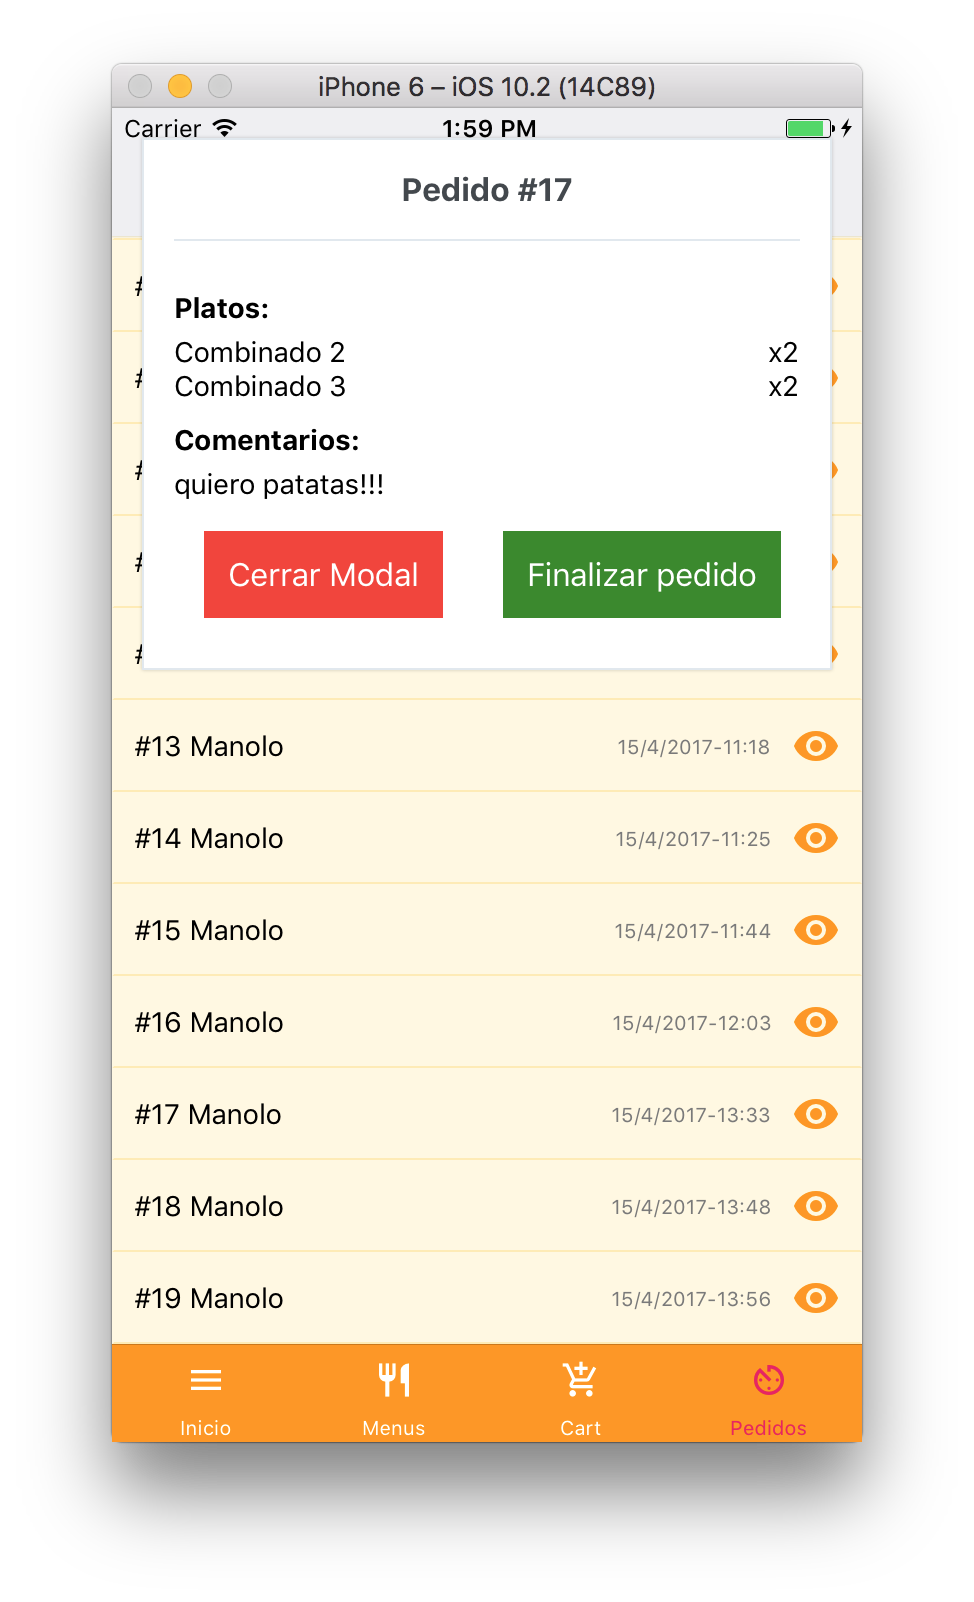 iPhone 6 – iOS 10.2 (14C89)
Carrier 1:59 PM
Pedido #17
Platos:
Combinado 2 x2
Combinado 3 x2
Comentarios:
quiero patatas!!!
Cerrar Modal Finalizar pedido
#
#
#
#
#
#13 Manolo 15/4/2017-11:18
#14 Manolo 15/4/2017-11:25
#15 Manolo 15/4/2017-11:44
#16 Manolo 15/4/2017-12:03
#17 Manolo 15/4/2017-13:33
#18 Manolo 15/4/2017-13:48
#19 Manolo 15/4/2017-13:56
Inicio Menus Cart Pedidos